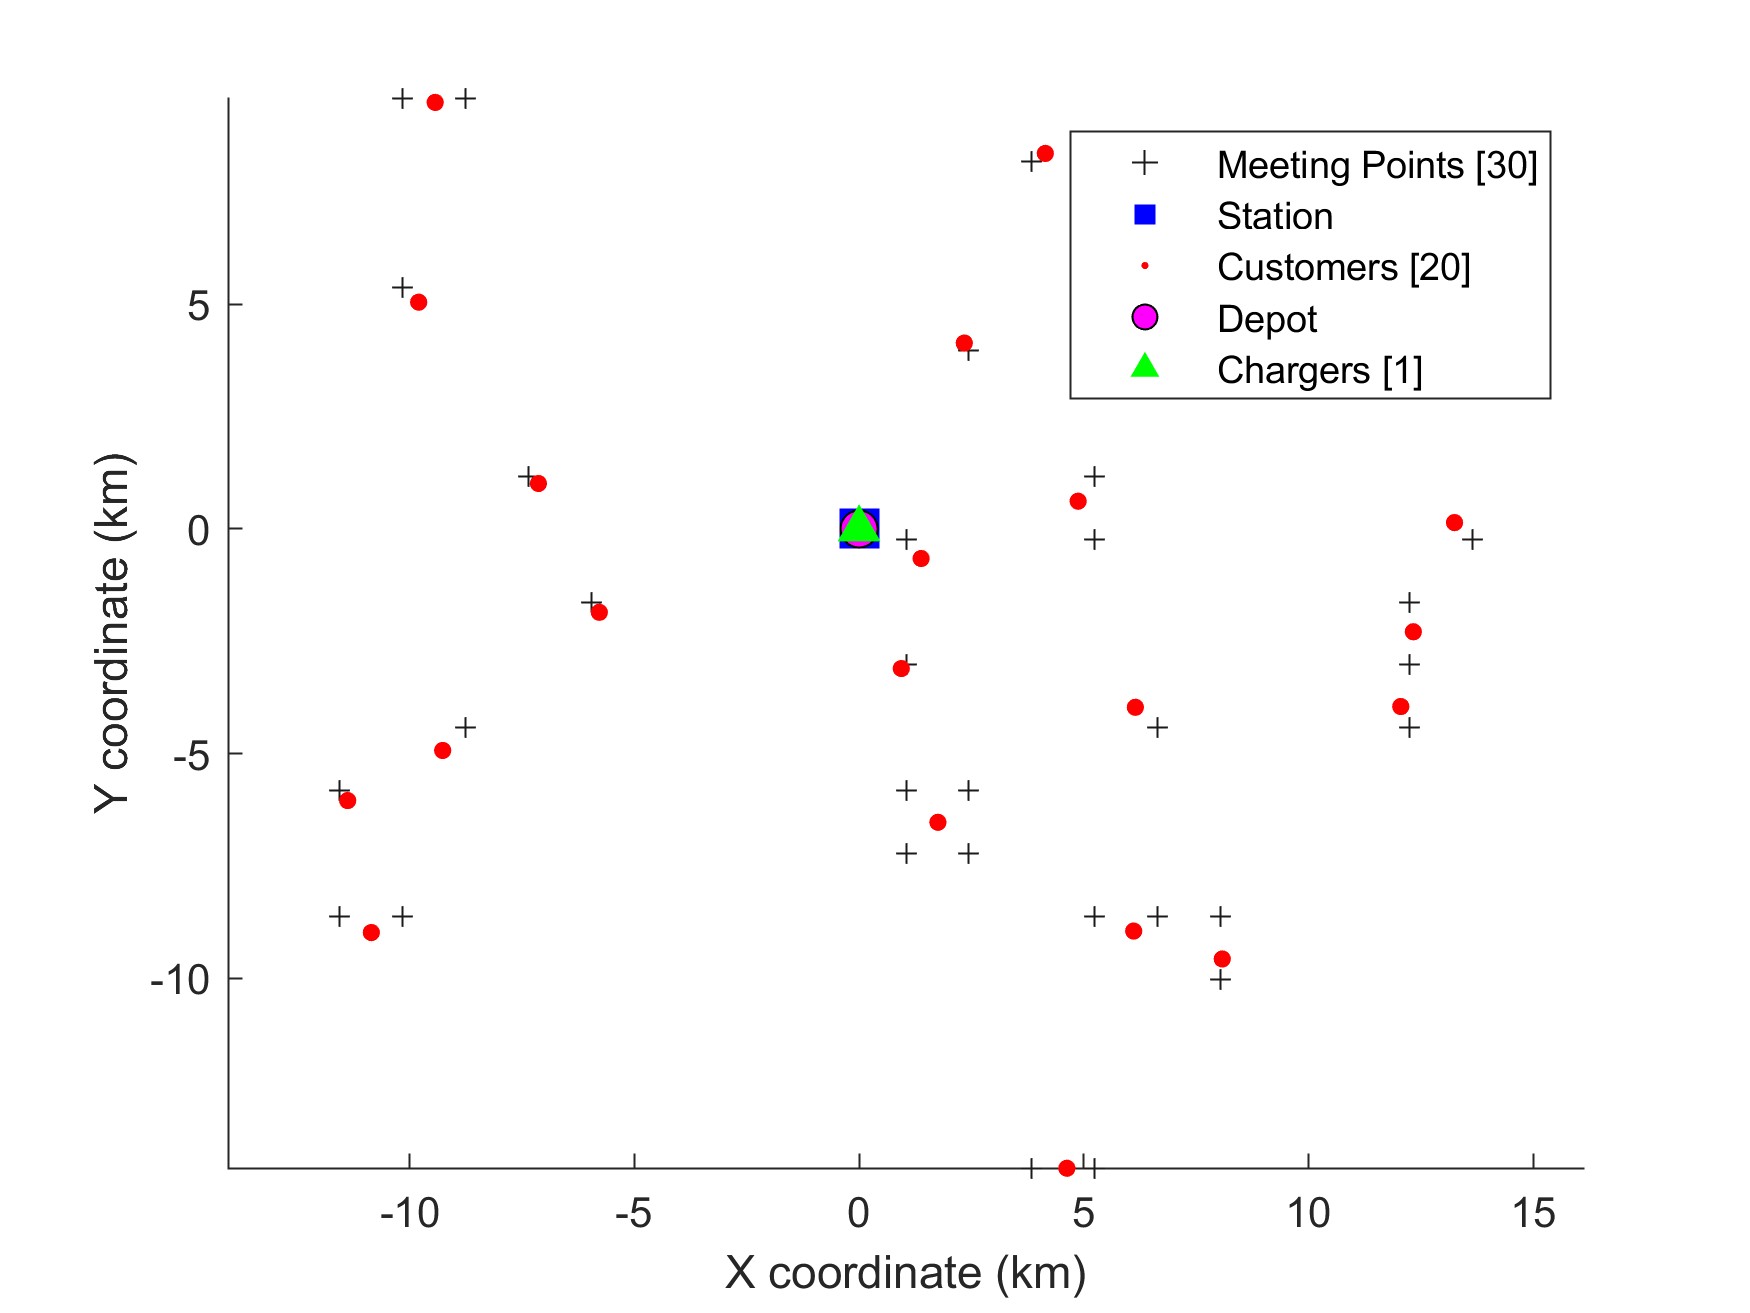 Meeting Points [30]
Station
Customers [20]
Depot
Chargers [1]
5
0
-5
-10
Y coordinate (km)
-10
-5
0
5
10
15
X coordinate (km)